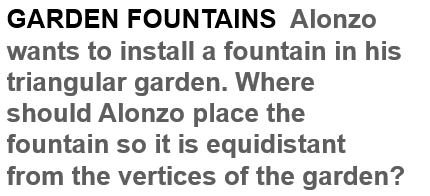 GARDEN FOUNTAINS Alonzo
wants to install a fountain in his
triangular garden. Where
should Alonzo place the
fountain so it is equidistant
from the vertices of the garden?